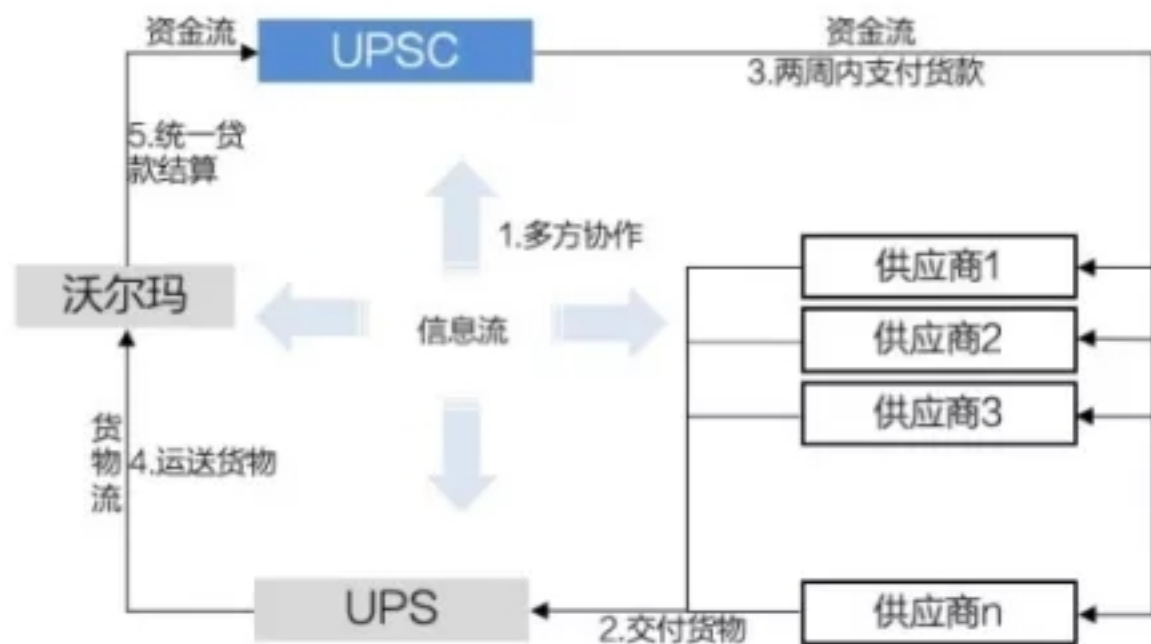 资金流
UPSC
资金流
3.两周内支付货款
5.统一贷
款结算
1.多方协作
沃尔玛
信息流
供应商1
供应商2
供应商3
货
物
流
4.运送货物
UPS
2.交付货物
供应商n